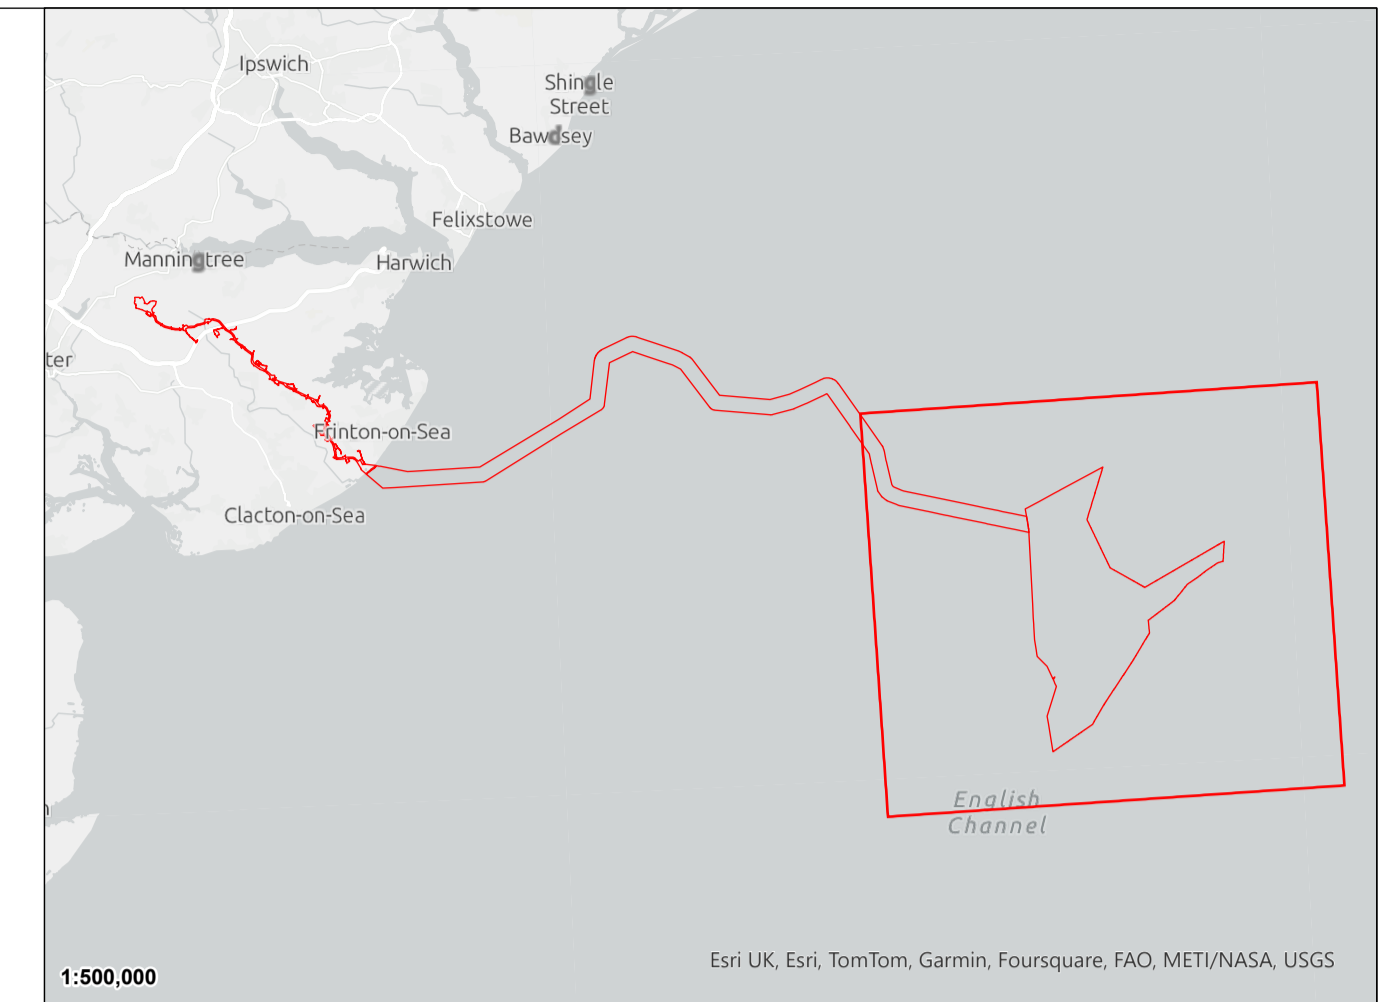 Ipswich
Shingle
Street
Bawdsey
Felixstowe
Manningtree
Harwich
ter
Frinton-on-Sea
Clacton-on-Sea
English
Channel
Esri UK, Esri, TomTom, Garmin, Foursquare, FAO, METI/NASA, USGS
1:500,000